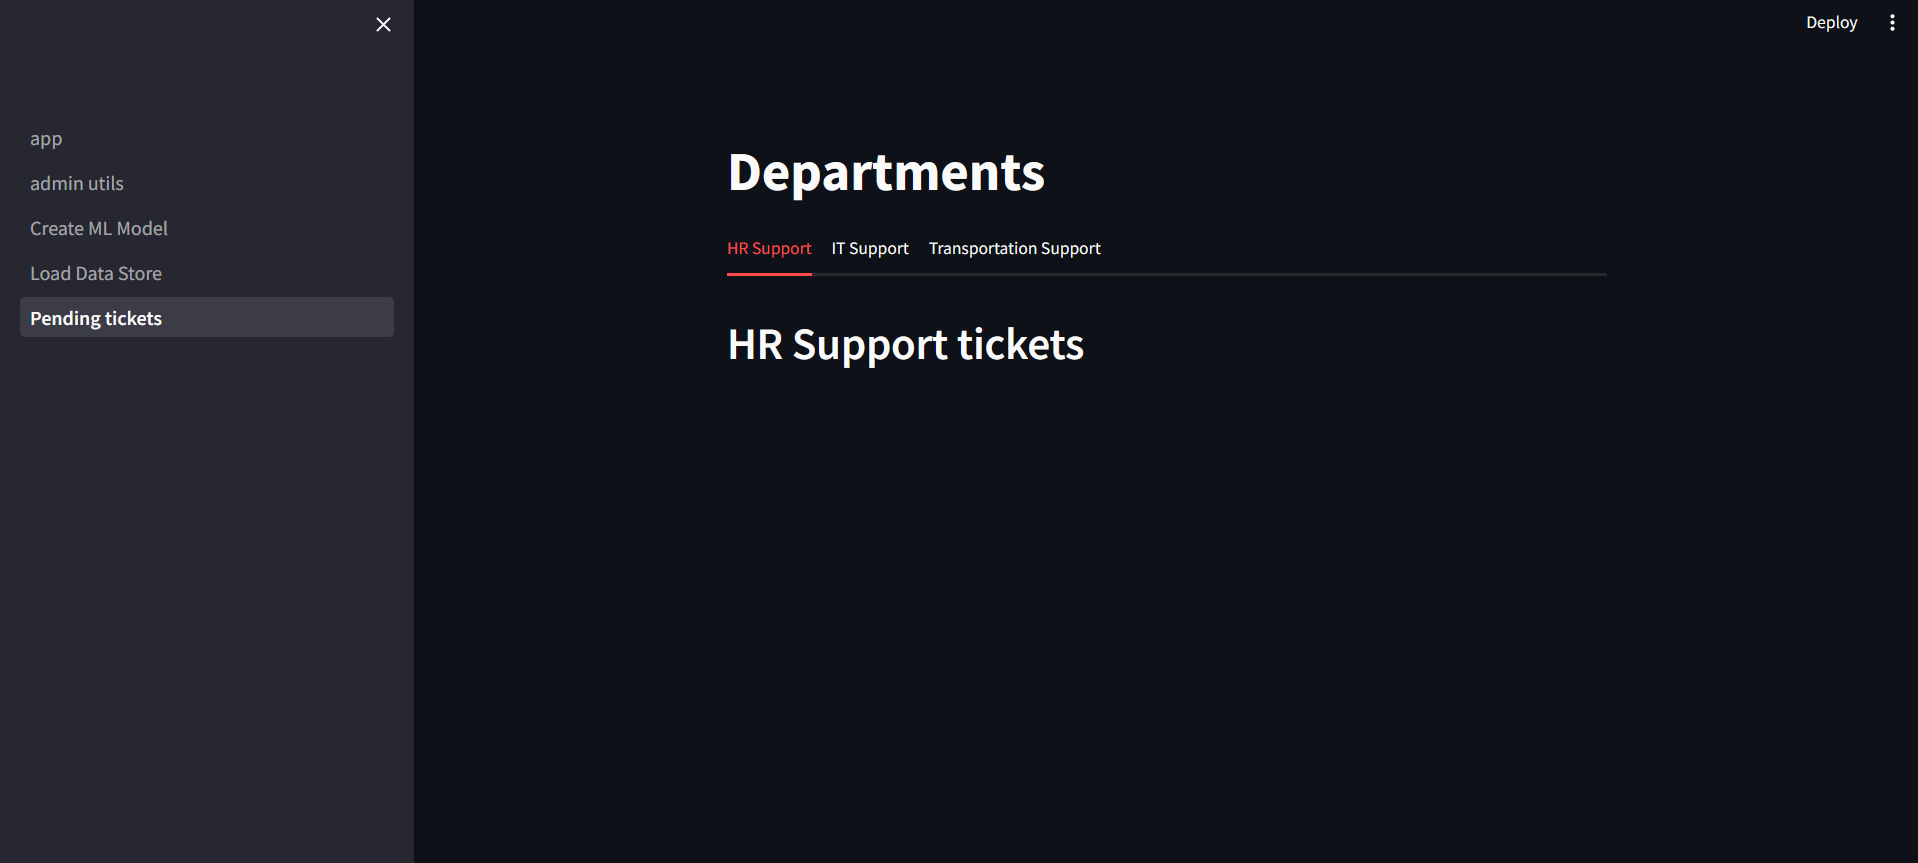 Deploy
app
admin utils
Create ML Model
Load Data Store
Pending tickets
Departments
HR Support IT Support Transportation Support
HR Support tickets